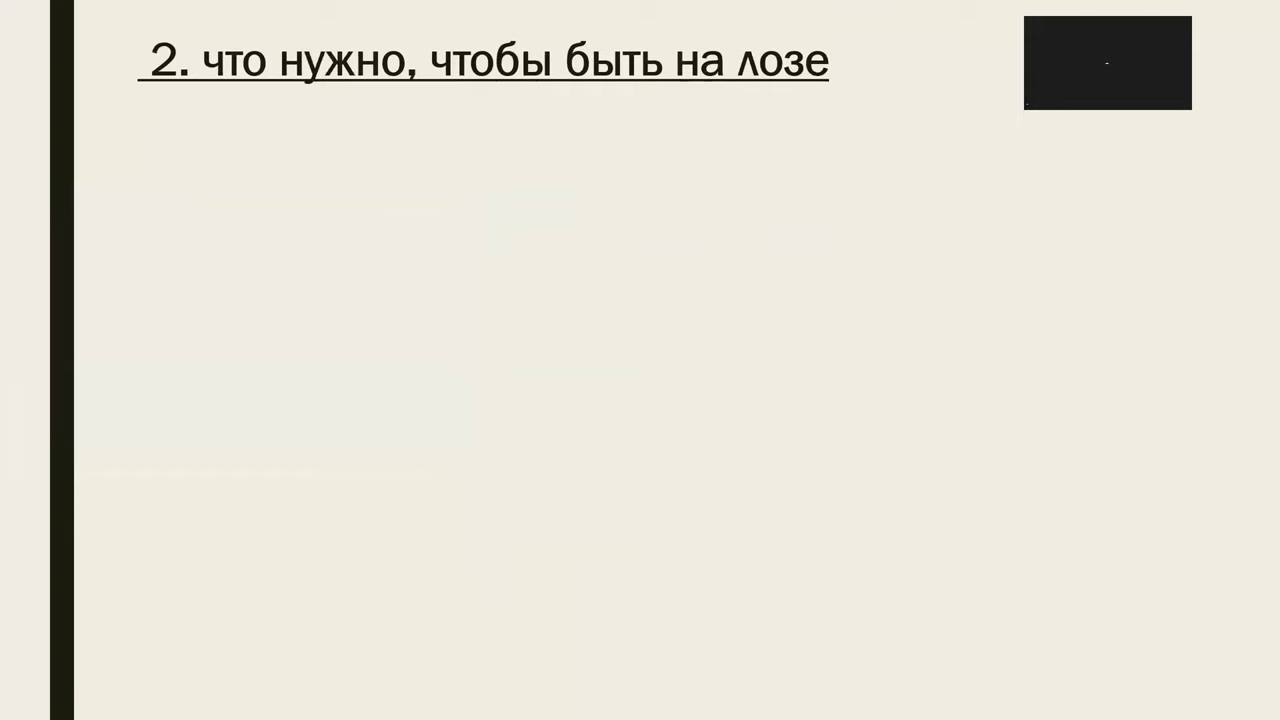 2. что нужно, чтобы быть на лозе